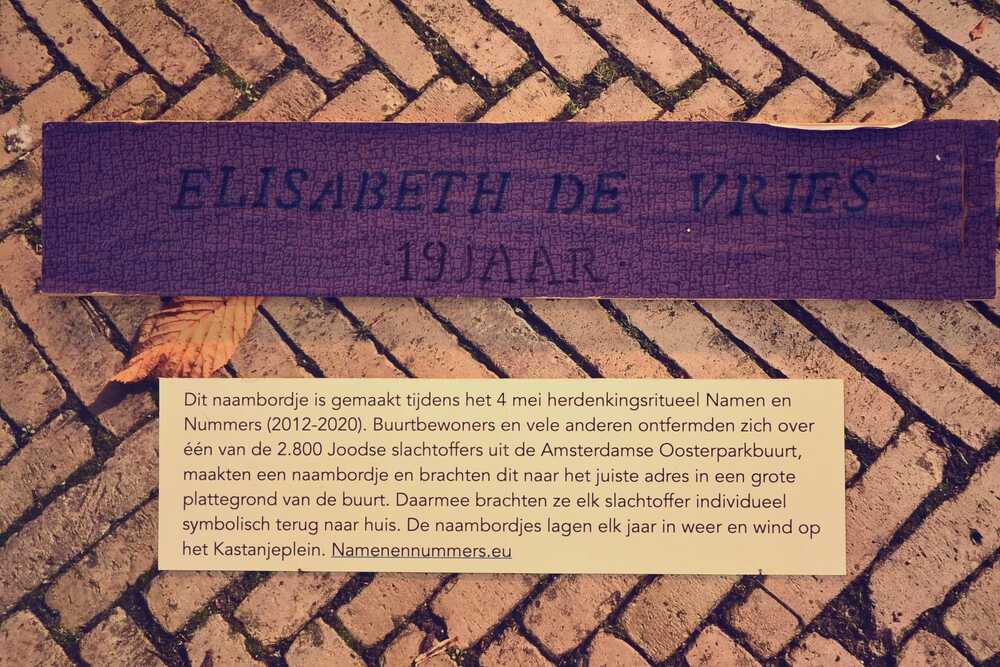 ELISABETH DE VRIES
·19 JAAR·
Dit naambordje is gemaakt tijdens het 4 mei herdenkingsritueel Namen en
Nummers (2012-2020). Buurtbewoners en vele anderen ontfermden zich over
één van de 2.800 Joodse slachtoffers uit de Amsterdamse Oosterparkbuurt,
maakten een naambordje en brachten dit naar het juiste adres in een grote
plattegrond van de buurt. Daarmee brachten ze elk slachtoffer individueel
symbolisch terug naar huis. De naambordjes lagen elk jaar in weer en wind op
het Kastanjeplein. Namenennummers.eu